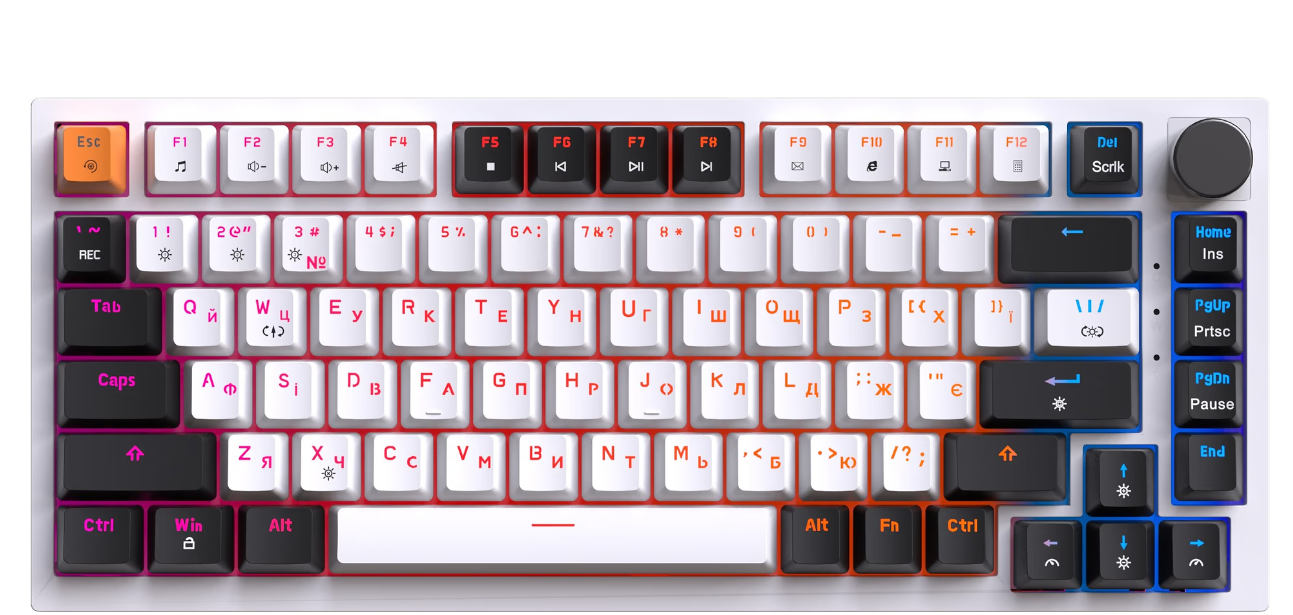 Esc F1 F2 F3 F4 F5 F6 F7 F8 F9 F10 F11 F12 Del
Scrlk
` ~ 1 ! 2 @ " 3 # 4 $ ; 5 % 6 ^ : 7 & ? 8 * 9 ( 0 ) - _ = + ← Home
REC № Ins
Tab Q Й W Ц E У R К T Е Y Н U Г I Ш O Щ P З [ { Х ] } Ї \ | / PgUp
Prtsc
Caps A Ф S І D В F А G П H Р J О K Л L Д ; : Ж ' " Є PgDn
Pause
Z Я X Ч C С V М B И N Т M Ь , < Б . > Ю / ? ; End
Ctrl Win Alt Alt Fn Ctrl